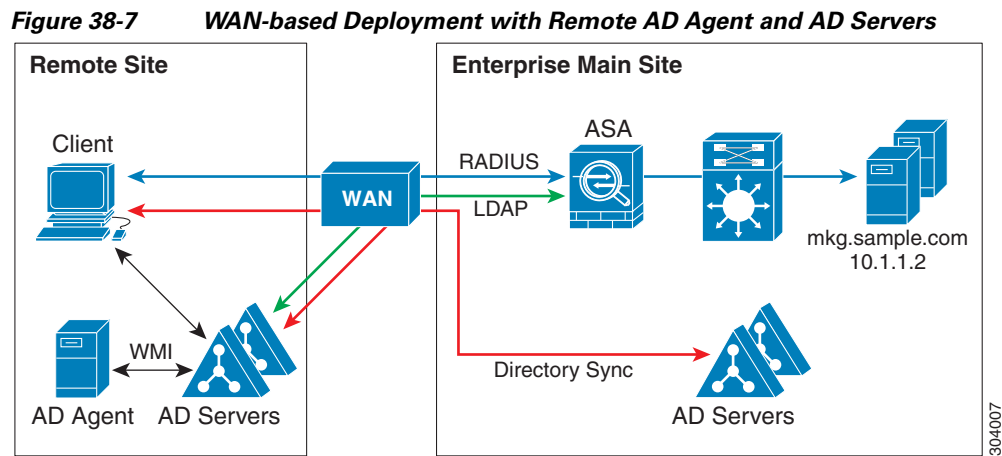 Figure 38-7 WAN-based Deployment with Remote AD Agent and AD Servers
Remote Site
Enterprise Main Site
Client
ASA
RADIUS
WAN
LDAP
mkg.sample.com
10.1.1.2
WMI
Directory Sync
AD Agent
AD Servers
AD Servers
304007